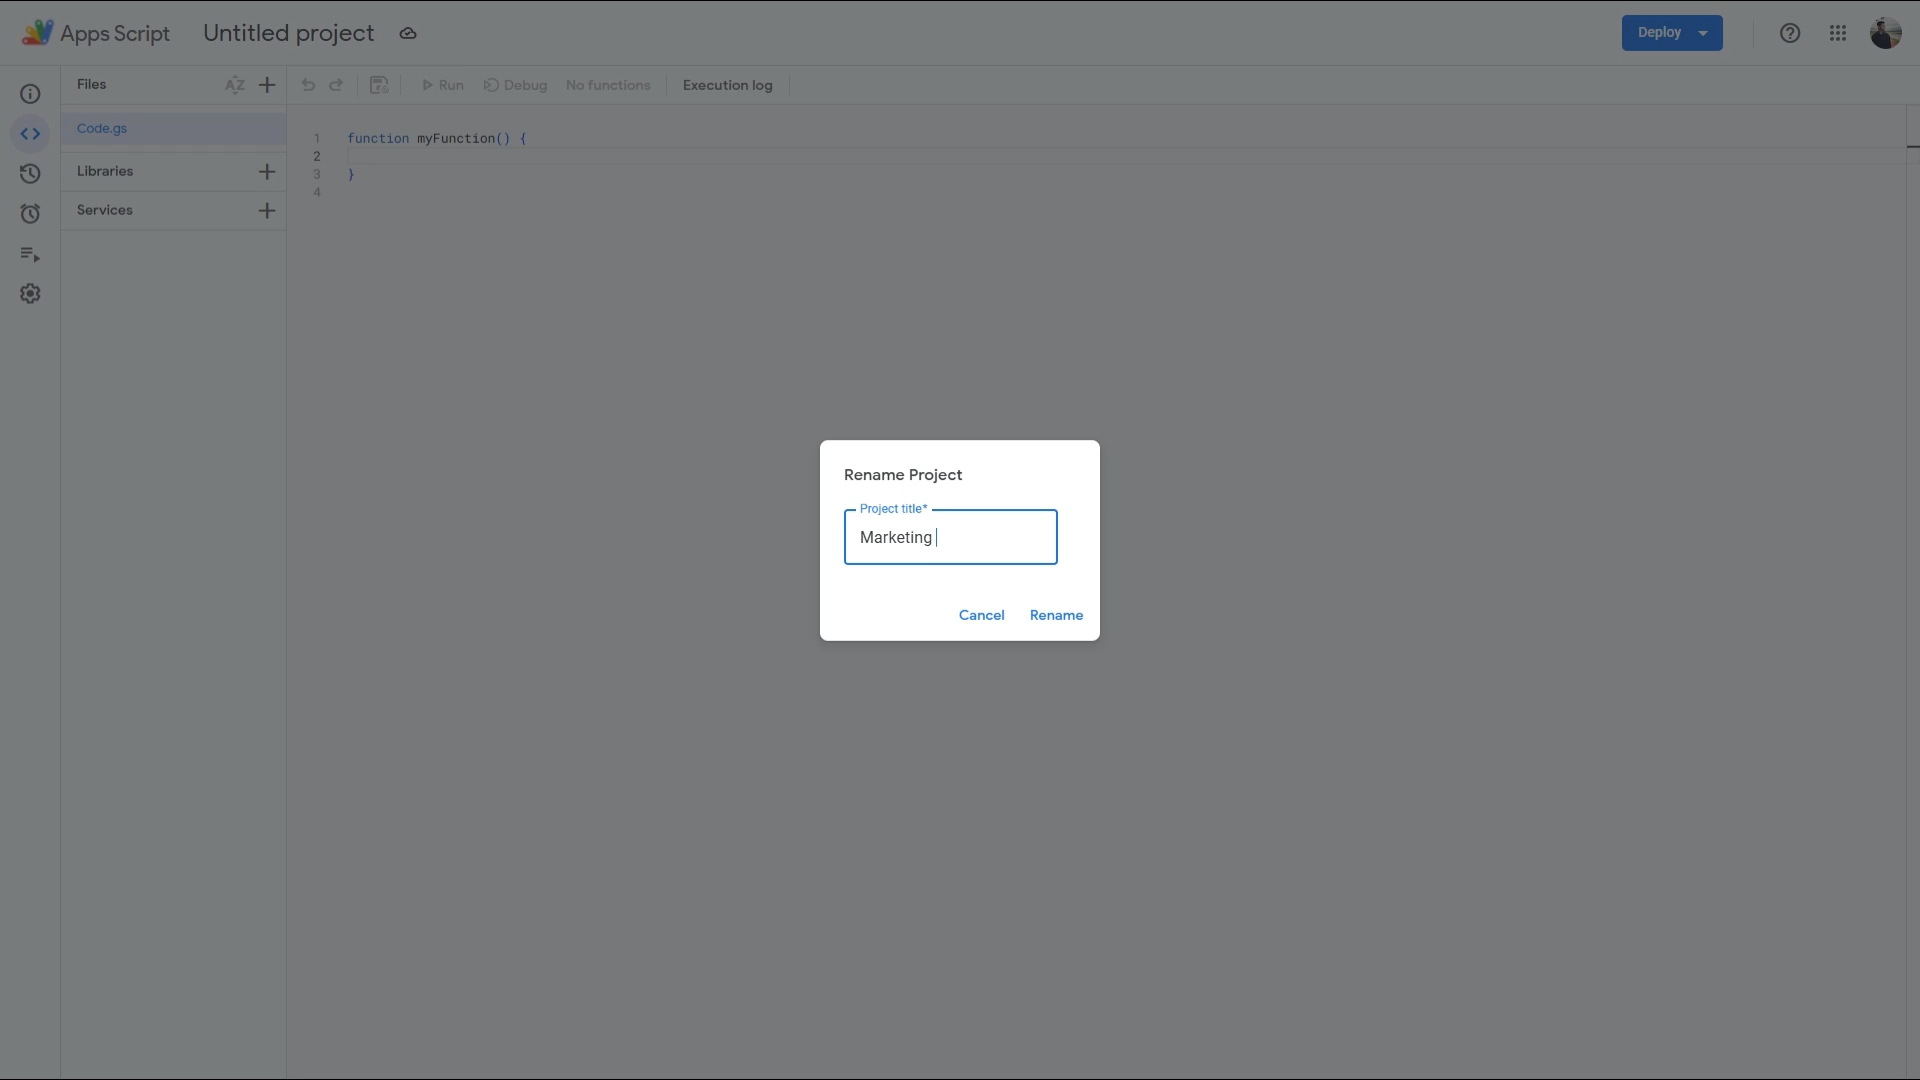 Apps Script Untitled project Deploy
Files AZ Run Debug No functions Execution log
Code.gs
Libraries
Services
1 function myFunction() {
2
3 }
4
Rename Project
Project title*
Marketing
Cancel Rename